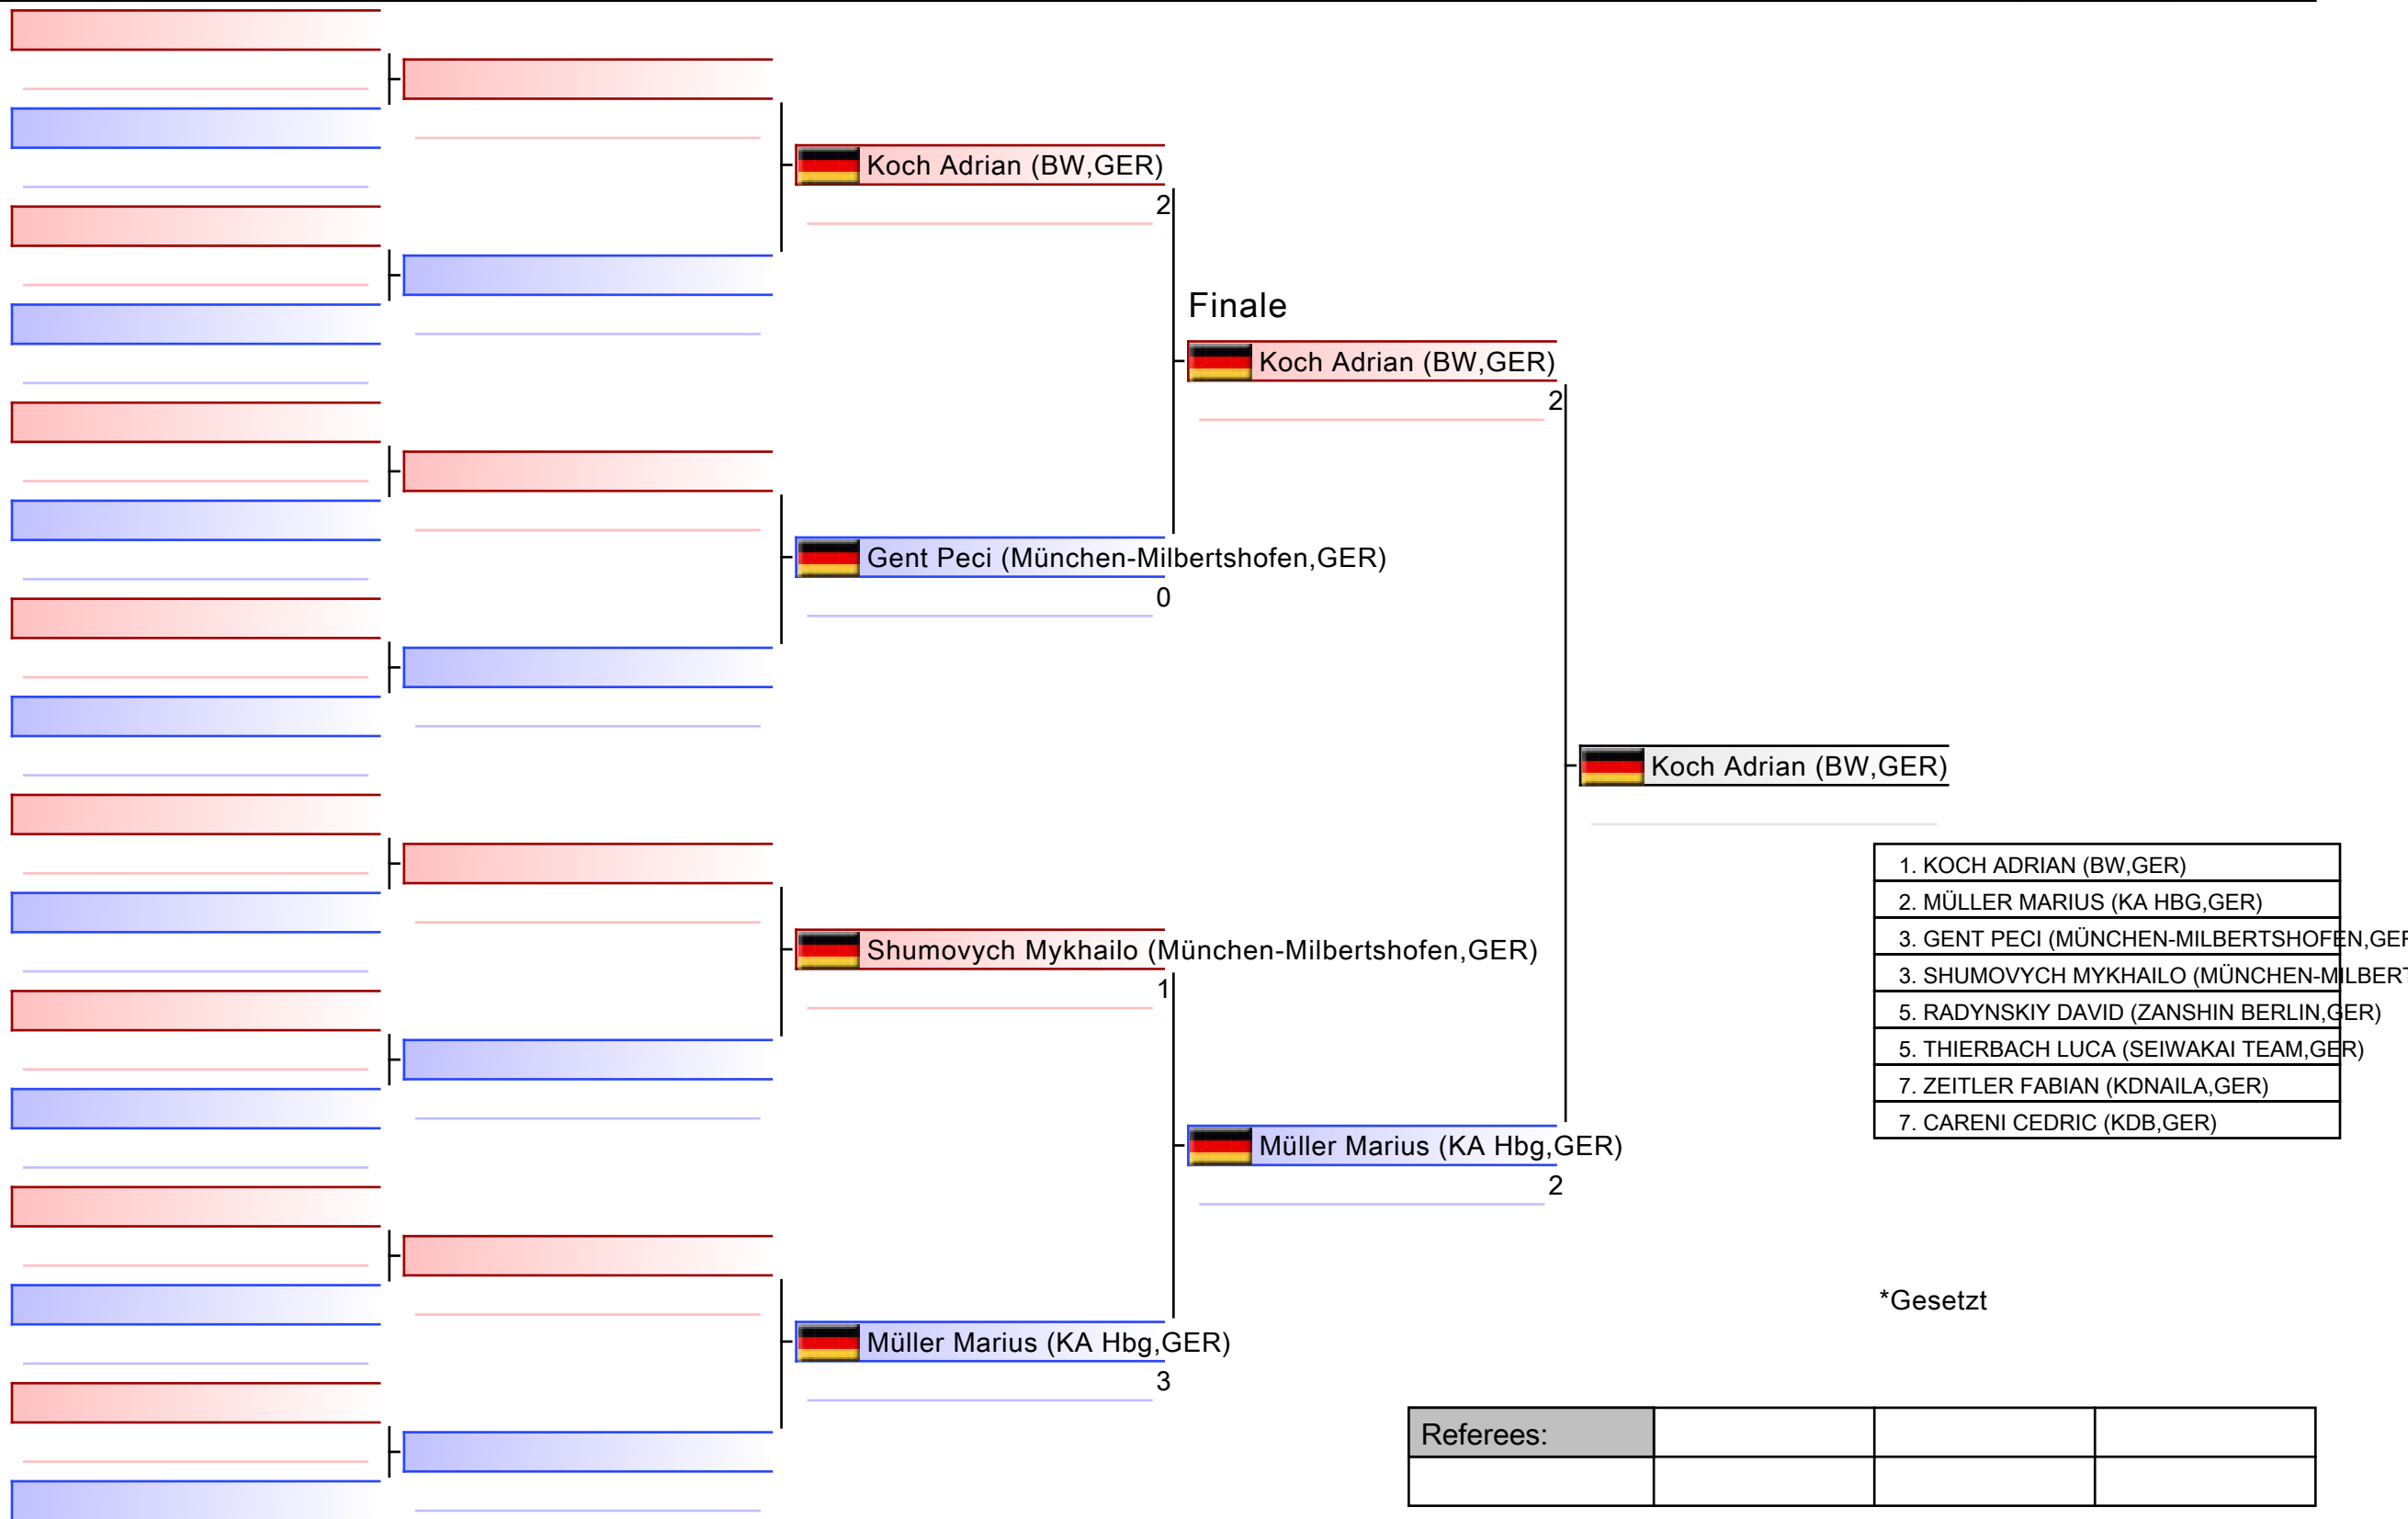 Koch Adrian (BW,GER)
2
Finale
Koch Adrian (BW,GER)
2
Gent Peci (München-Milbertshofen,GER)
0
Koch Adrian (BW,GER)
1. KOCH ADRIAN (BW,GER)
2. MÜLLER MARIUS (KA HBG,GER)
3. GENT PECI (MÜNCHEN-MILBERTSHOFEN,GER
3. SHUMOVYCH MYKHAILO (MÜNCHEN-MILBERT
5. RADYNSKIY DAVID (ZANSHIN BERLIN,GER)
5. THIERBACH LUCA (SEIWAKAI TEAM,GER)
7. ZEITLER FABIAN (KDNAILA,GER)
7. CARENI CEDRIC (KDB,GER)
Shumovych Mykhailo (München-Milbertshofen,GER)
1
Müller Marius (KA Hbg,GER)
2
Müller Marius (KA Hbg,GER)
3
*Gesetzt
Referees: